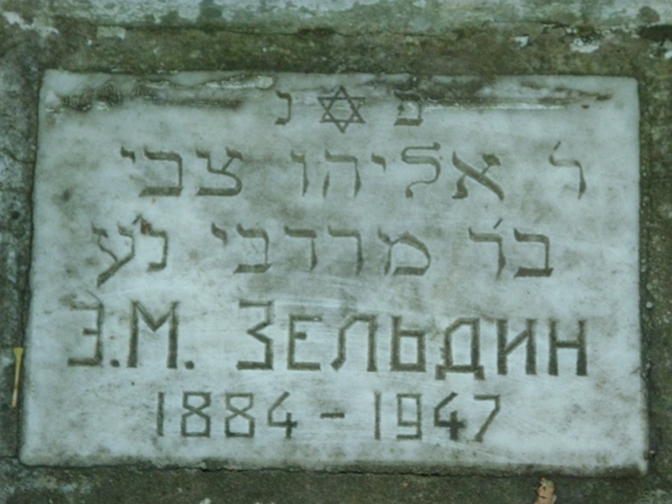 פ ✡ נ
ר׳ אליהו צבי
בר מרדכי נ״ע
Э.М. ЗЕЛЬДИН
1884 - 1947